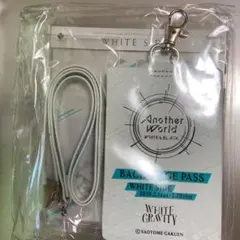 WHITE S
Another
World
WHITE & BLACK
BACKSTAGE PASS
WHITE SIDE
WHITE
GRAVITY
© SAOTOME GAKUEN